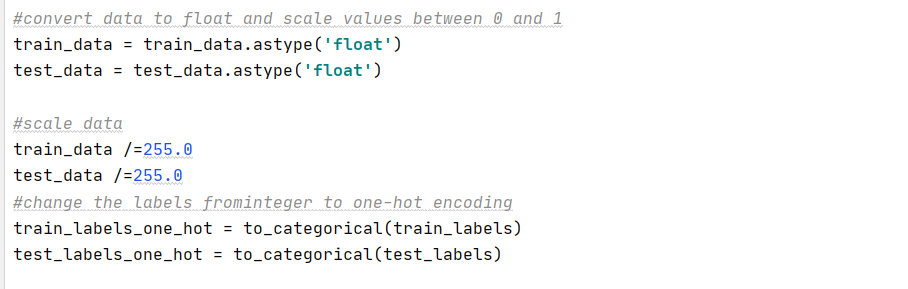 #convert data to float and scale values between 0 and 1
train_data = train_data.astype('float')
test_data = test_data.astype('float')
#scale data
train_data /=255.0
test_data /=255.0
#change the labels frominteger to one-hot encoding
train_labels_one_hot = to_categorical(train_labels)
test_labels_one_hot = to_categorical(test_labels)